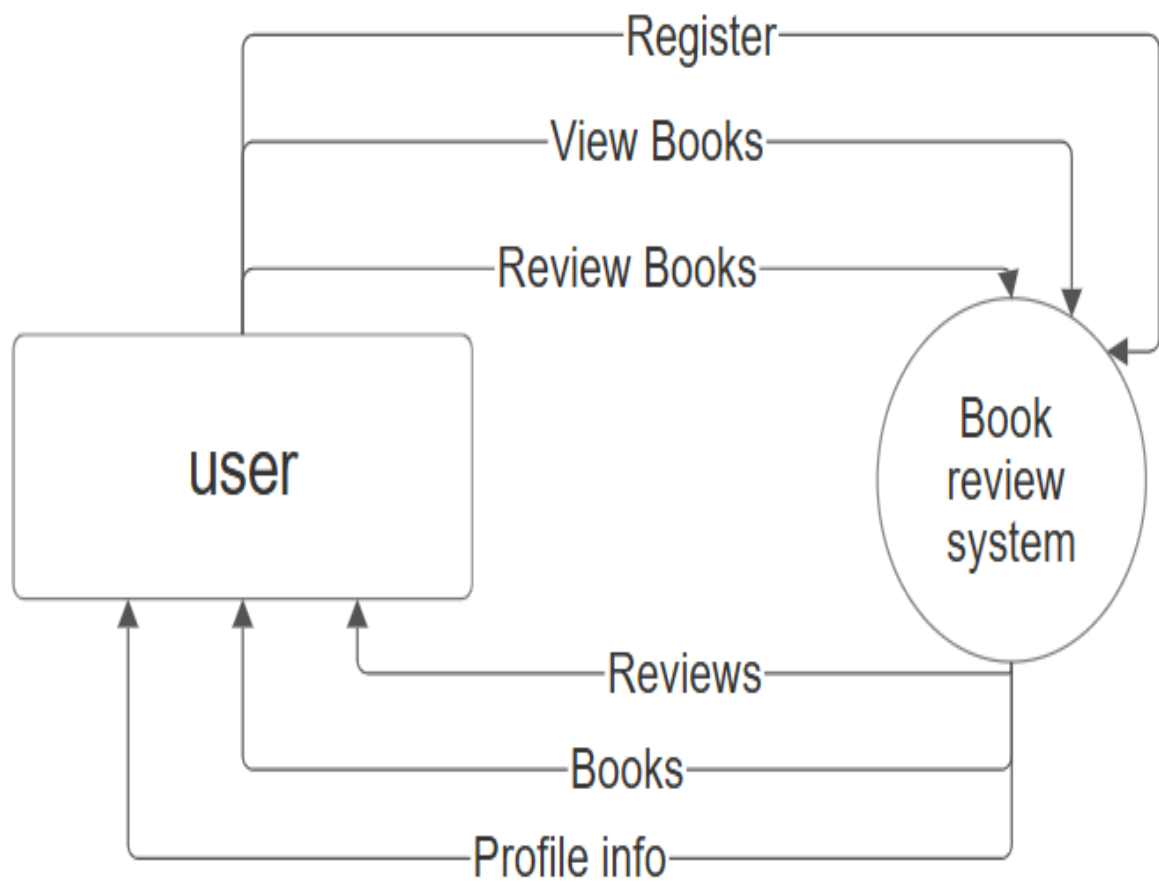 Register
View Books
Review Books
user
Book
review
system
Reviews
Books
Profile info